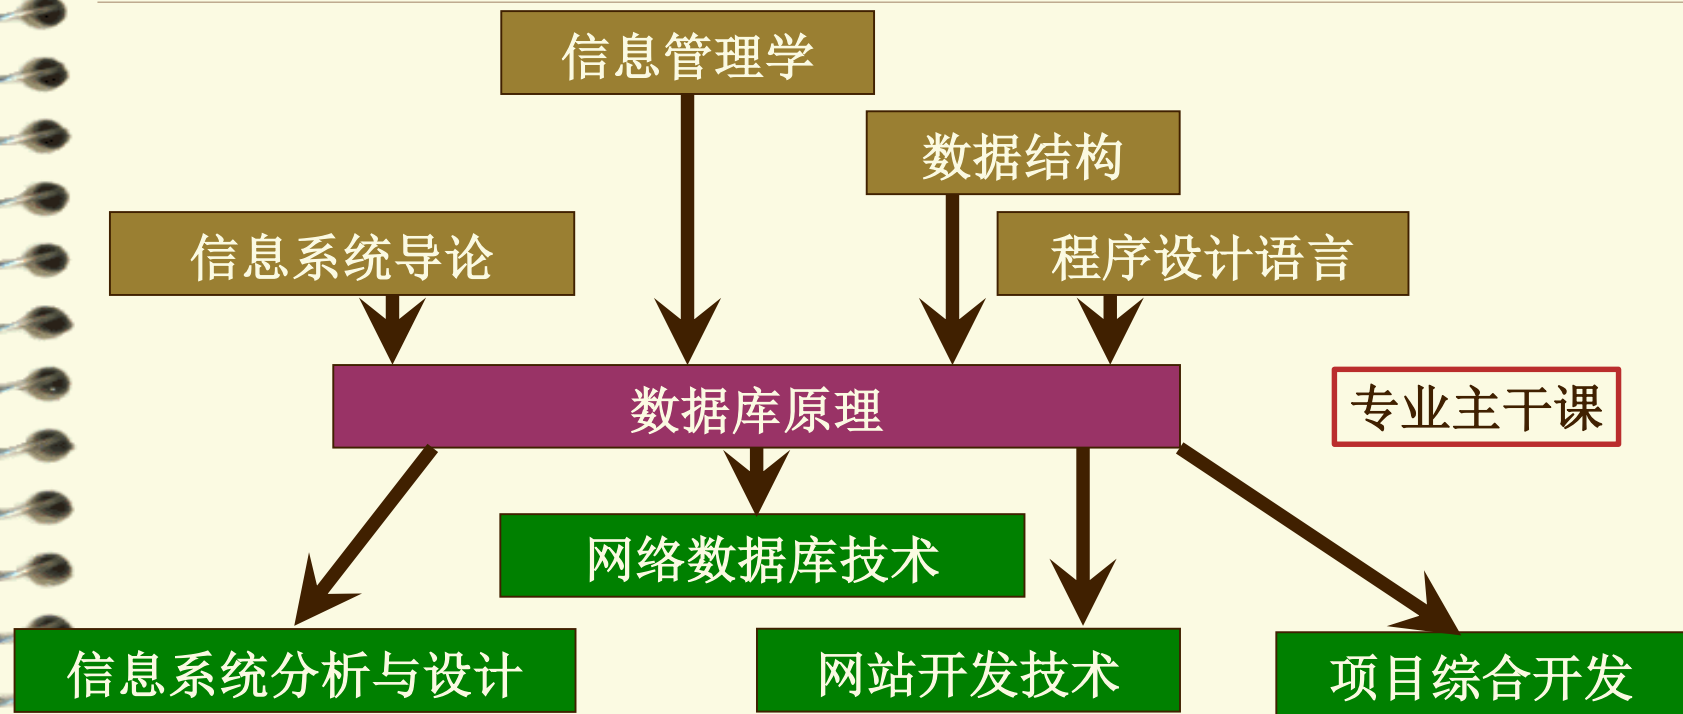 信息管理学
数据结构
信息系统导论
程序设计语言
数据库原理
专业主干课
网络数据库技术
信息系统分析与设计
网站开发技术
项目综合开发